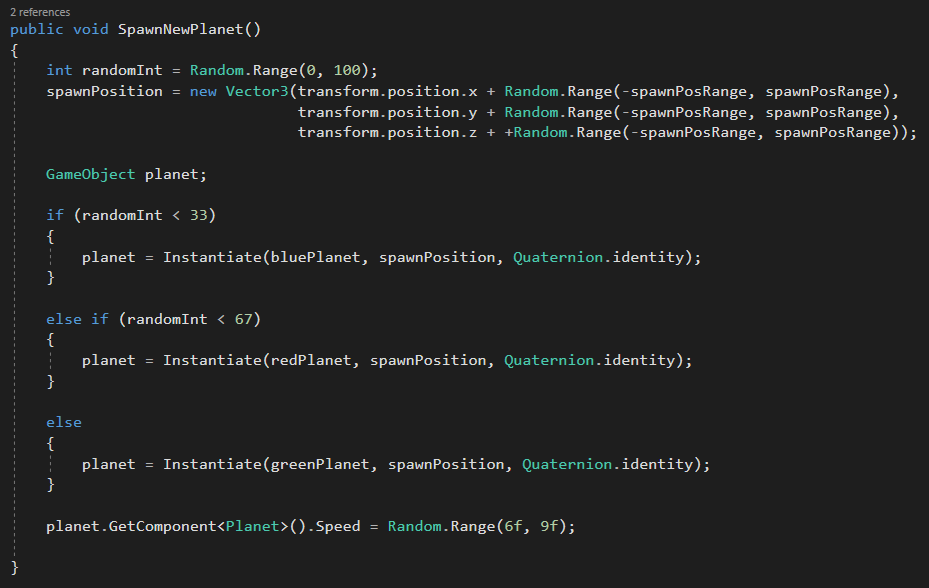 2 references
public void SpawnNewPlanet()
{
int randomInt = Random.Range(0, 100);
spawnPosition = new Vector3(transform.position.x + Random.Range(-spawnPosRange, spawnPosRange),
transform.position.y + Random.Range(-spawnPosRange, spawnPosRange),
transform.position.z + +Random.Range(-spawnPosRange, spawnPosRange));
GameObject planet;
if (randomInt < 33)
{
planet = Instantiate(bluePlanet, spawnPosition, Quaternion.identity);
}
else if (randomInt < 67)
{
planet = Instantiate(redPlanet, spawnPosition, Quaternion.identity);
}
else
{
planet = Instantiate(greenPlanet, spawnPosition, Quaternion.identity);
}
planet.GetComponent<Planet>().Speed = Random.Range(6f, 9f);
}